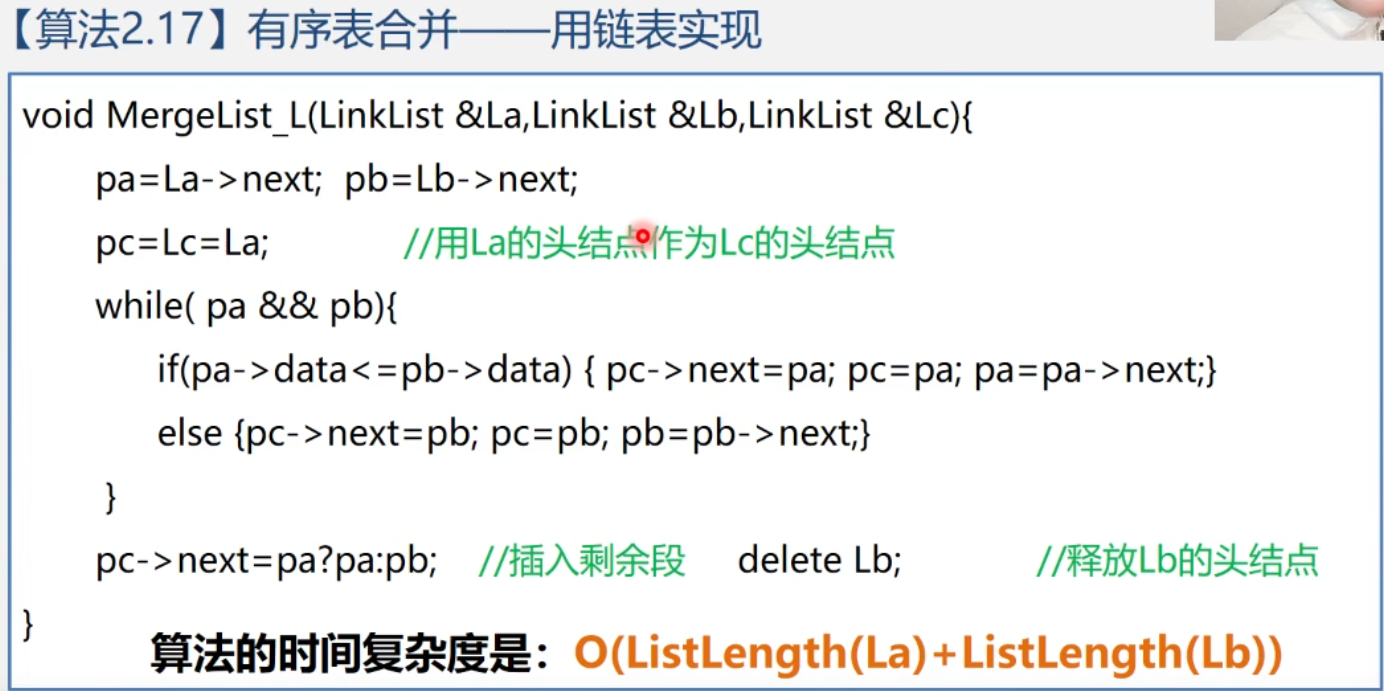 【算法2.17】有序表合并——用链表实现
void MergeList_L(LinkList &La,LinkList &Lb,LinkList &Lc){
pa=La->next; pb=Lb->next;
pc=Lc=La; //用La的头结点作为Lc的头结点
while( pa && pb){
if(pa->data<=pb->data) { pc->next=pa; pc=pa; pa=pa->next;}
else {pc->next=pb; pc=pb; pb=pb->next;}
}
pc->next=pa?pa:pb; //插入剩余段 delete Lb; //释放Lb的头结点
}
算法的时间复杂度是：O(ListLength(La)+ListLength(Lb))